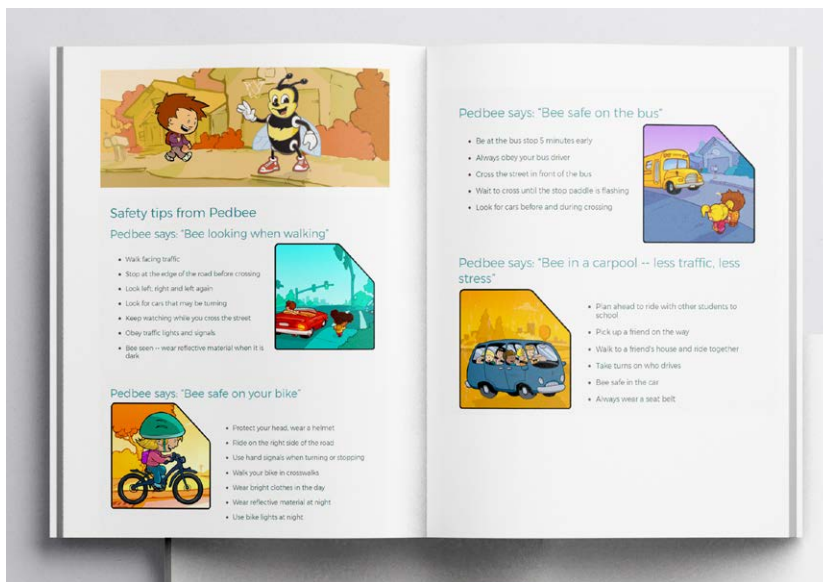 Safety tips from Pedbee
Pedbee says: "Bee looking when walking"
Walk facing traffic
Stop at the edge of the road before crossing
Look left, right and left again
Look for cars that may be turning
Keep watching while you cross the street
Obey traffic lights and signals
Bee seen -- wear reflective material when it is
dark
Pedbee says: "Bee safe on your bike"
Protect your head, wear a helmet
Ride on the right side of the road
Use hand signals when turning or stopping
Walk your bike in crosswalks
Wear bright clothes in the day
Wear reflective material at night
Use bike lights at night
Pedbee says: "Bee safe on the bus"
Be at the bus stop 5 minutes early
Always obey your bus driver
Cross the street in front of the bus
Wait to cross until the stop paddle is flashing
Look for cars before and during crossing
Pedbee says: "Bee in a carpool -- less traffic, less
stress"
Plan ahead to ride with other students to
school
Pick up a friend on the way
Walk to a friend's house and ride together
Take turns on who drives
Bee safe in the car
Always wear a seat belt